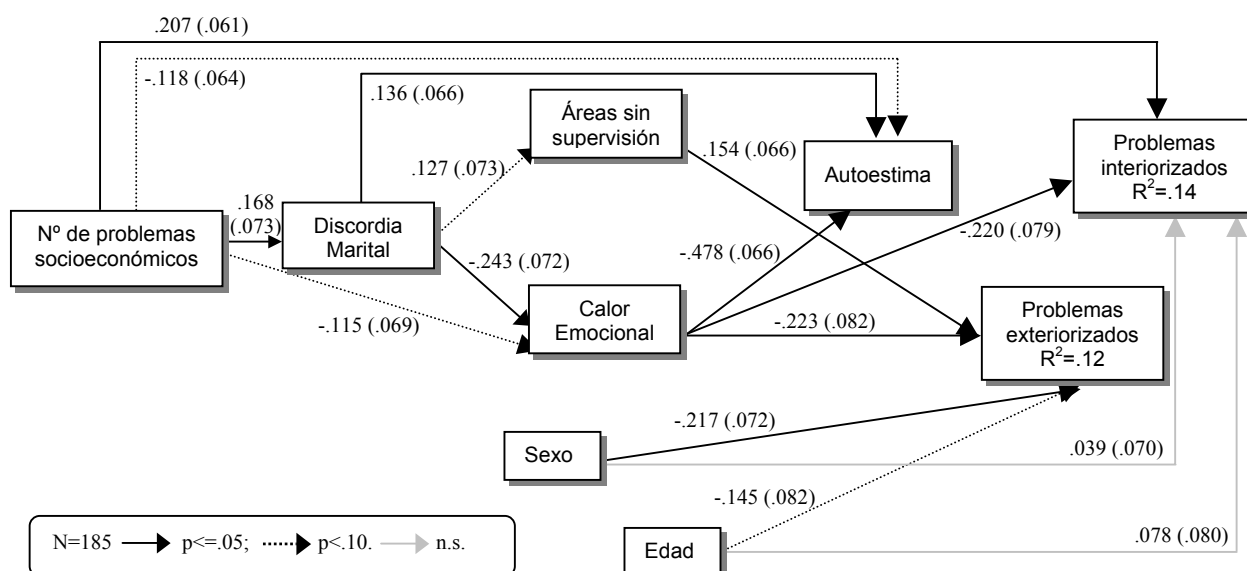 .207 (.061)
-.118 (.064)
.136 (.066)
Áreas sin
supervisión
.154 (.066)
Autoestima
Problemas
interiorizados
R²=.14
.127 (.073)
.168
(.073)
Nº de problemas
socioeconómicos
Discordia
Marital
-.243 (.072)
-.478 (.066)
-.220 (.079)
-.115 (.069)
Calor
Emocional
-.223 (.082)
Problemas
exteriorizados
R²=.12
-.217 (.072)
Sexo
.039 (.070)
-.145 (.082)
Edad
.078 (.080)
N=185 p<=.05; p<.10. n.s.